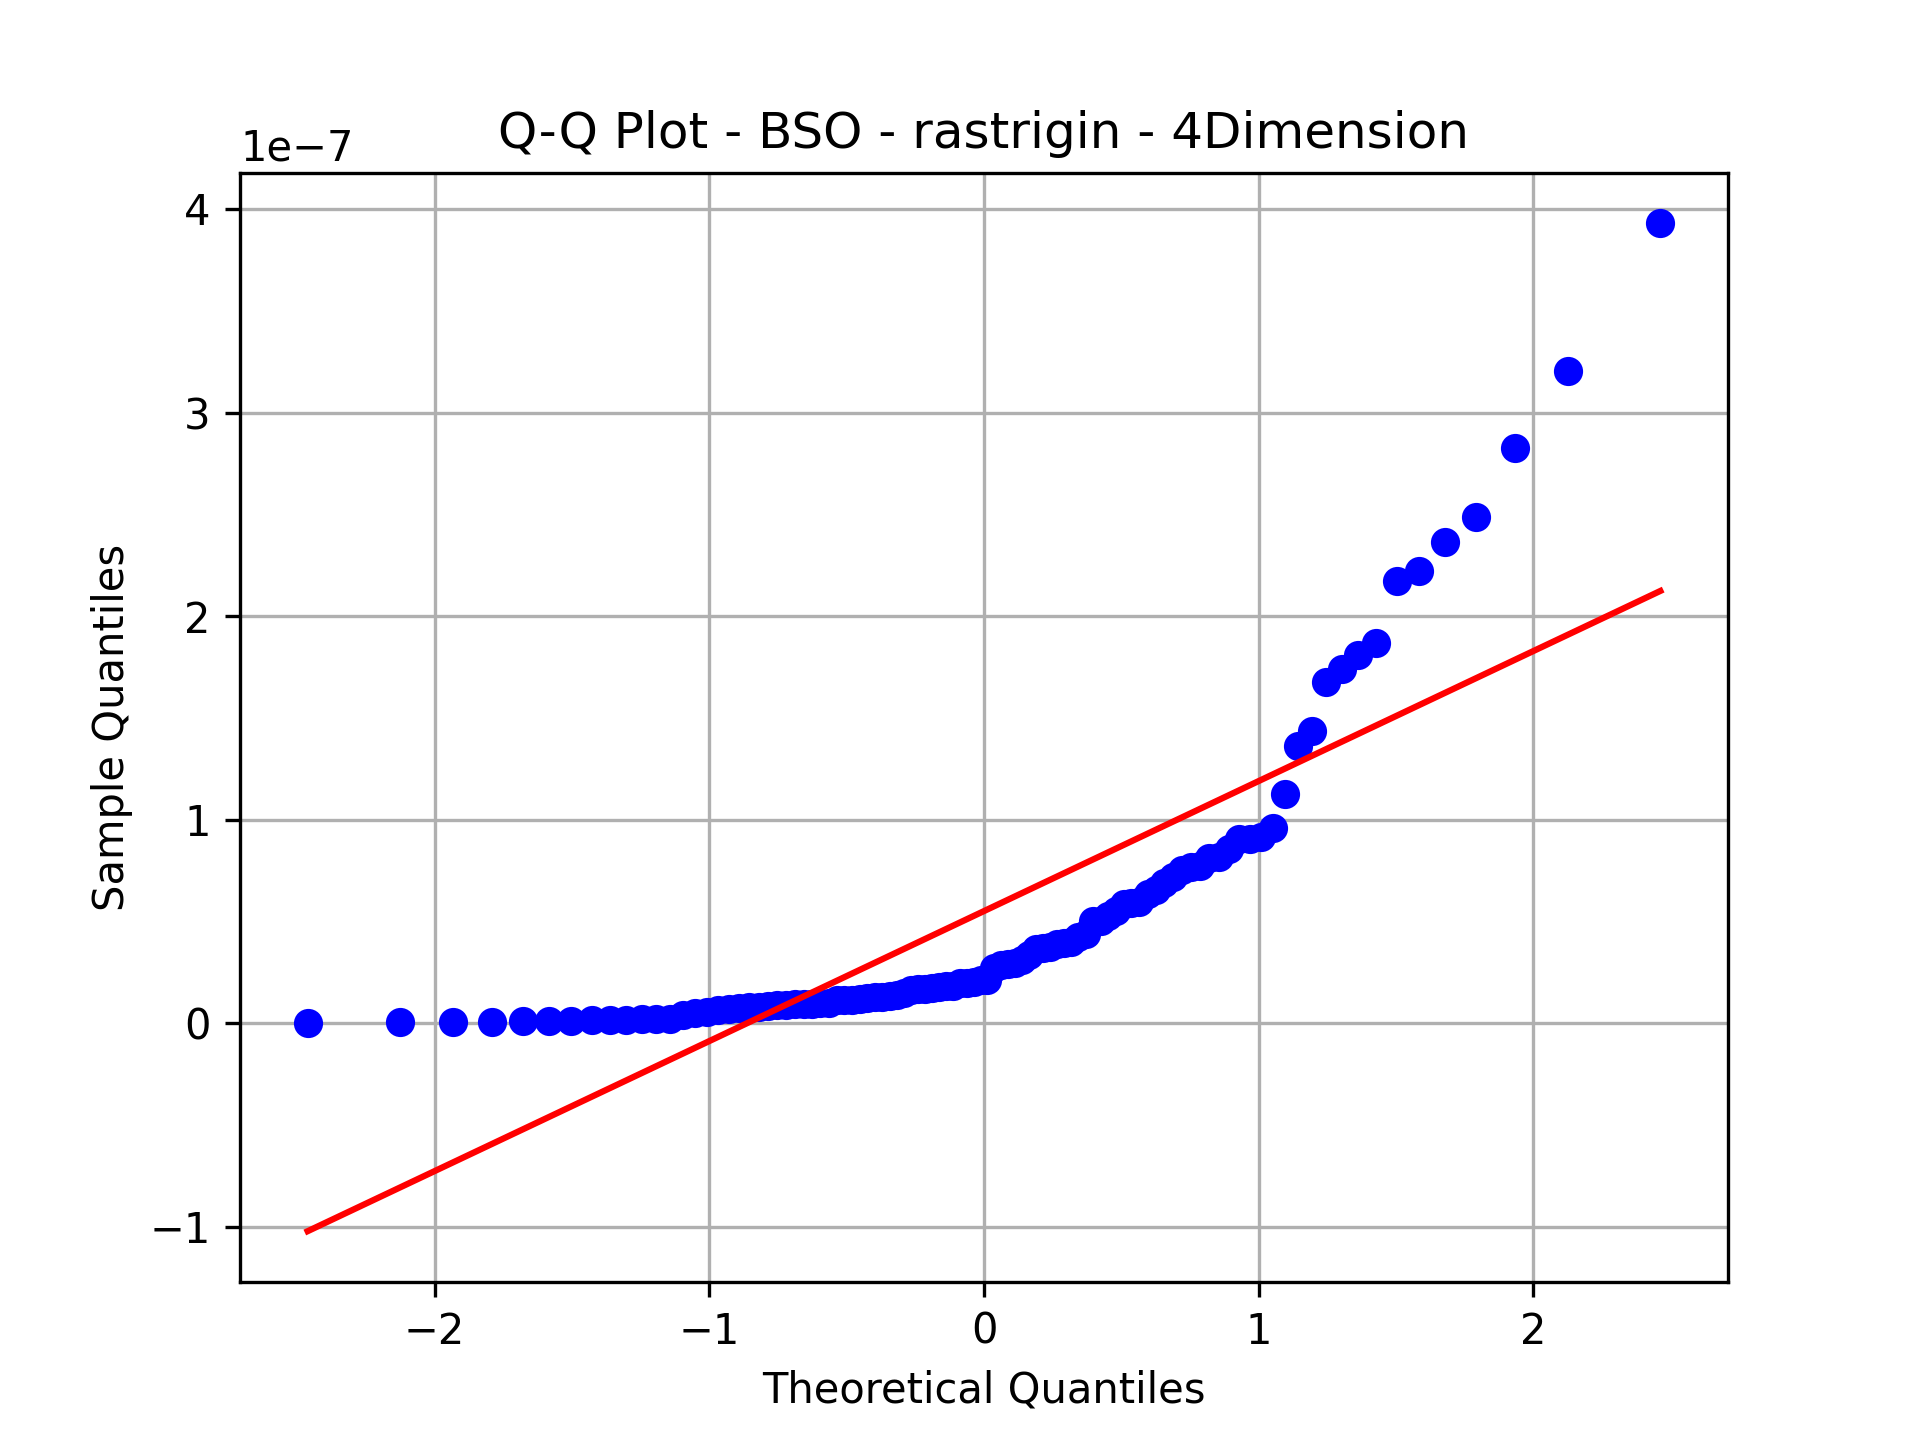 Q-Q Plot - BSO - rastrigin - 4Dimension
1e−7
4
3
2
1
0
−1
Sample Quantiles
−2
−1
0
1
2
Theoretical Quantiles